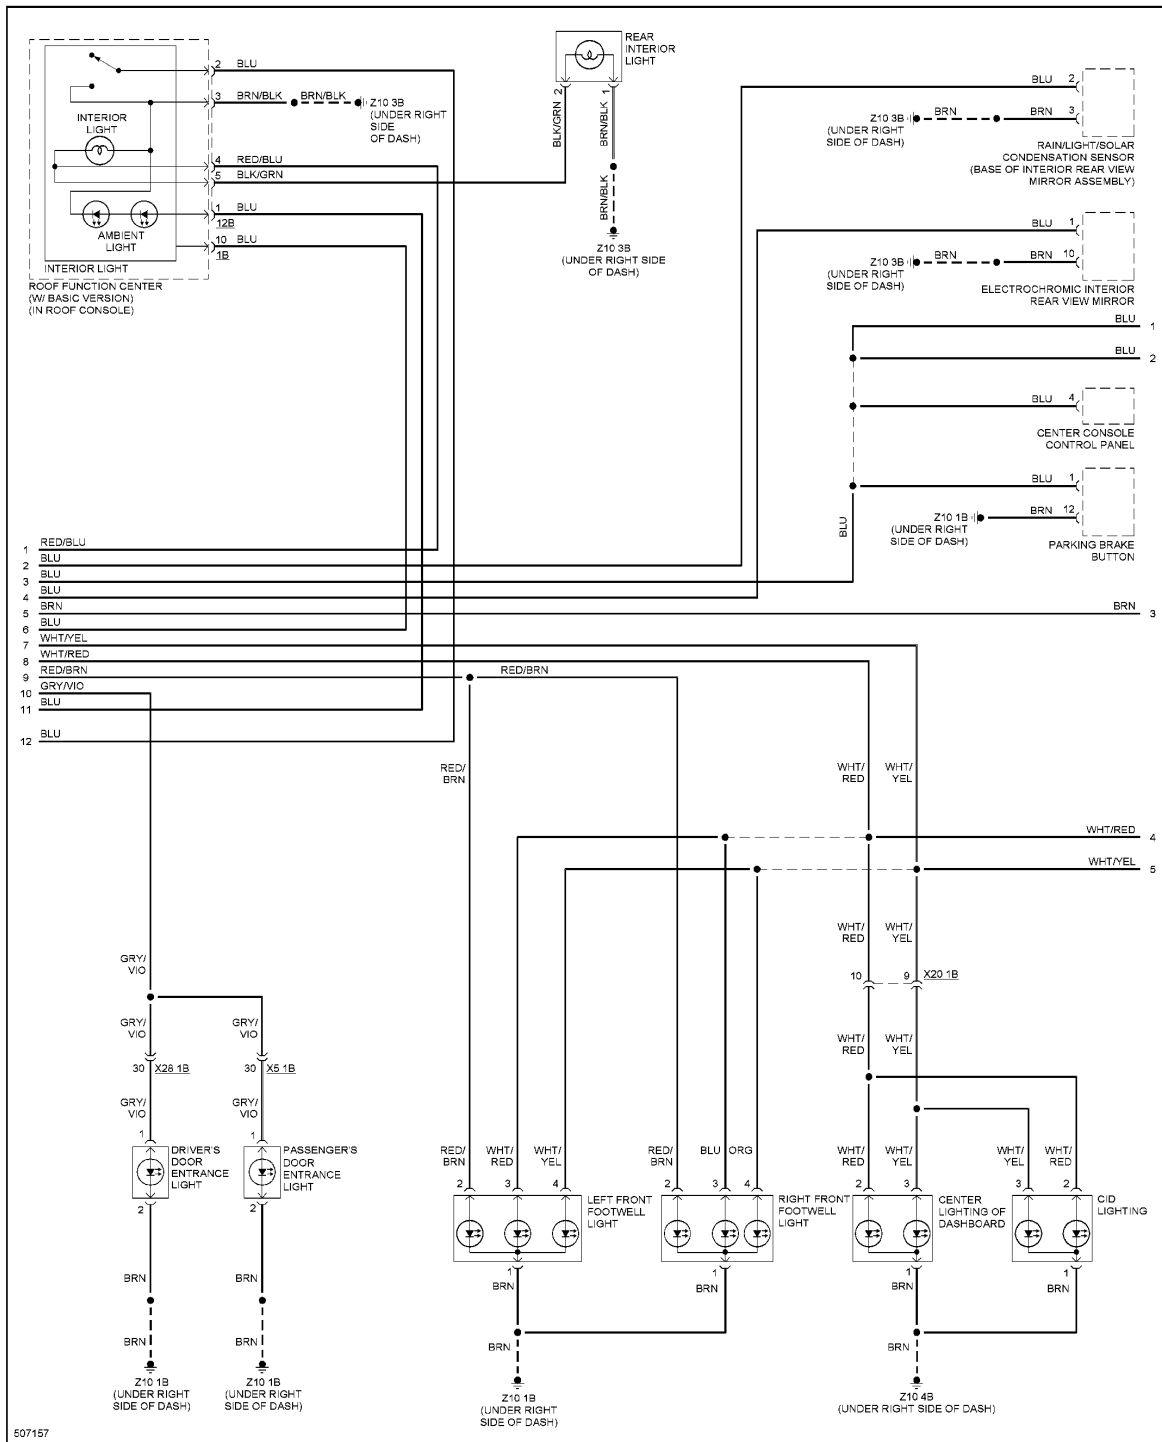 2 BLU
3 BRN/BLK BRN/BLK
Z10 3B
(UNDER RIGHT
SIDE
OF DASH)
INTERIOR
LIGHT
4 RED/BLU
5 BLK/GRN
1 BLU
12B
AMBIENT
LIGHT
10 BLU
1B
INTERIOR LIGHT
ROOF FUNCTION CENTER
(W/ BASIC VERSION)
(IN ROOF CONSOLE)
REAR
INTERIOR
LIGHT
2
1
BLK/GRN
BRN/BLK
BRN/BLK
Z10 3B
(UNDER RIGHT SIDE
OF DASH)
BLU 2
BRN BRN 3
Z10 3B
(UNDER RIGHT
SIDE OF DASH)
RAIN/LIGHT/SOLAR
CONDENSATION SENSOR
(BASE OF INTERIOR REAR VIEW
MIRROR ASSEMBLY)
BLU 1
BRN BRN 10
Z10 3B
(UNDER RIGHT
SIDE OF DASH)
ELECTROCHROMIC INTERIOR
REAR VIEW MIRROR
BLU 1
BLU 2
BLU 4
CENTER CONSOLE
CONTROL PANEL
BLU 1
BRN 12
Z10 1B
(UNDER RIGHT
SIDE OF DASH)
PARKING BRAKE
BUTTON
BLU
1 RED/BLU
2 BLU
3 BLU
4 BLU
5 BRN
BRN 3
6 BLU
7 WHT/YEL
8 WHT/RED
9 RED/BRN
RED/BRN
10 GRY/VIO
11 BLU
12 BLU
RED/
BRN
WHT/
RED
WHT/
YEL
WHT/RED 4
WHT/YEL 5
WHT/
RED
WHT/
YEL
10 9 X20 1B
WHT/
RED
WHT/
YEL
GRY/
VIO
GRY/
VIO
GRY/
VIO
30 X28 1B
30 X5 1B
GRY/
VIO
GRY/
VIO
1
1
DRIVER'S
DOOR
ENTRANCE
LIGHT
PASSENGER'S
DOOR
ENTRANCE
LIGHT
2
2
BRN
BRN
BRN
BRN
Z10 1B
(UNDER RIGHT
SIDE OF DASH)
Z10 1B
(UNDER RIGHT
SIDE OF DASH)
RED/
BRN
WHT/
RED
WHT/
YEL
2 3 4
LEFT FRONT
FOOTWELL
LIGHT
1
BRN
RED/
BRN
BLU ORG
2 3 4
RIGHT FRONT
FOOTWELL
LIGHT
1
BRN
BRN
Z10 1B
(UNDER RIGHT
SIDE OF DASH)
WHT/
RED
WHT/
YEL
2 3
CENTER
LIGHTING OF
DASHBOARD
1
BRN
WHT/
YEL
WHT/
RED
3 2
CID
LIGHTING
1
BRN
BRN
Z10 4B
(UNDER RIGHT SIDE OF DASH)
507157